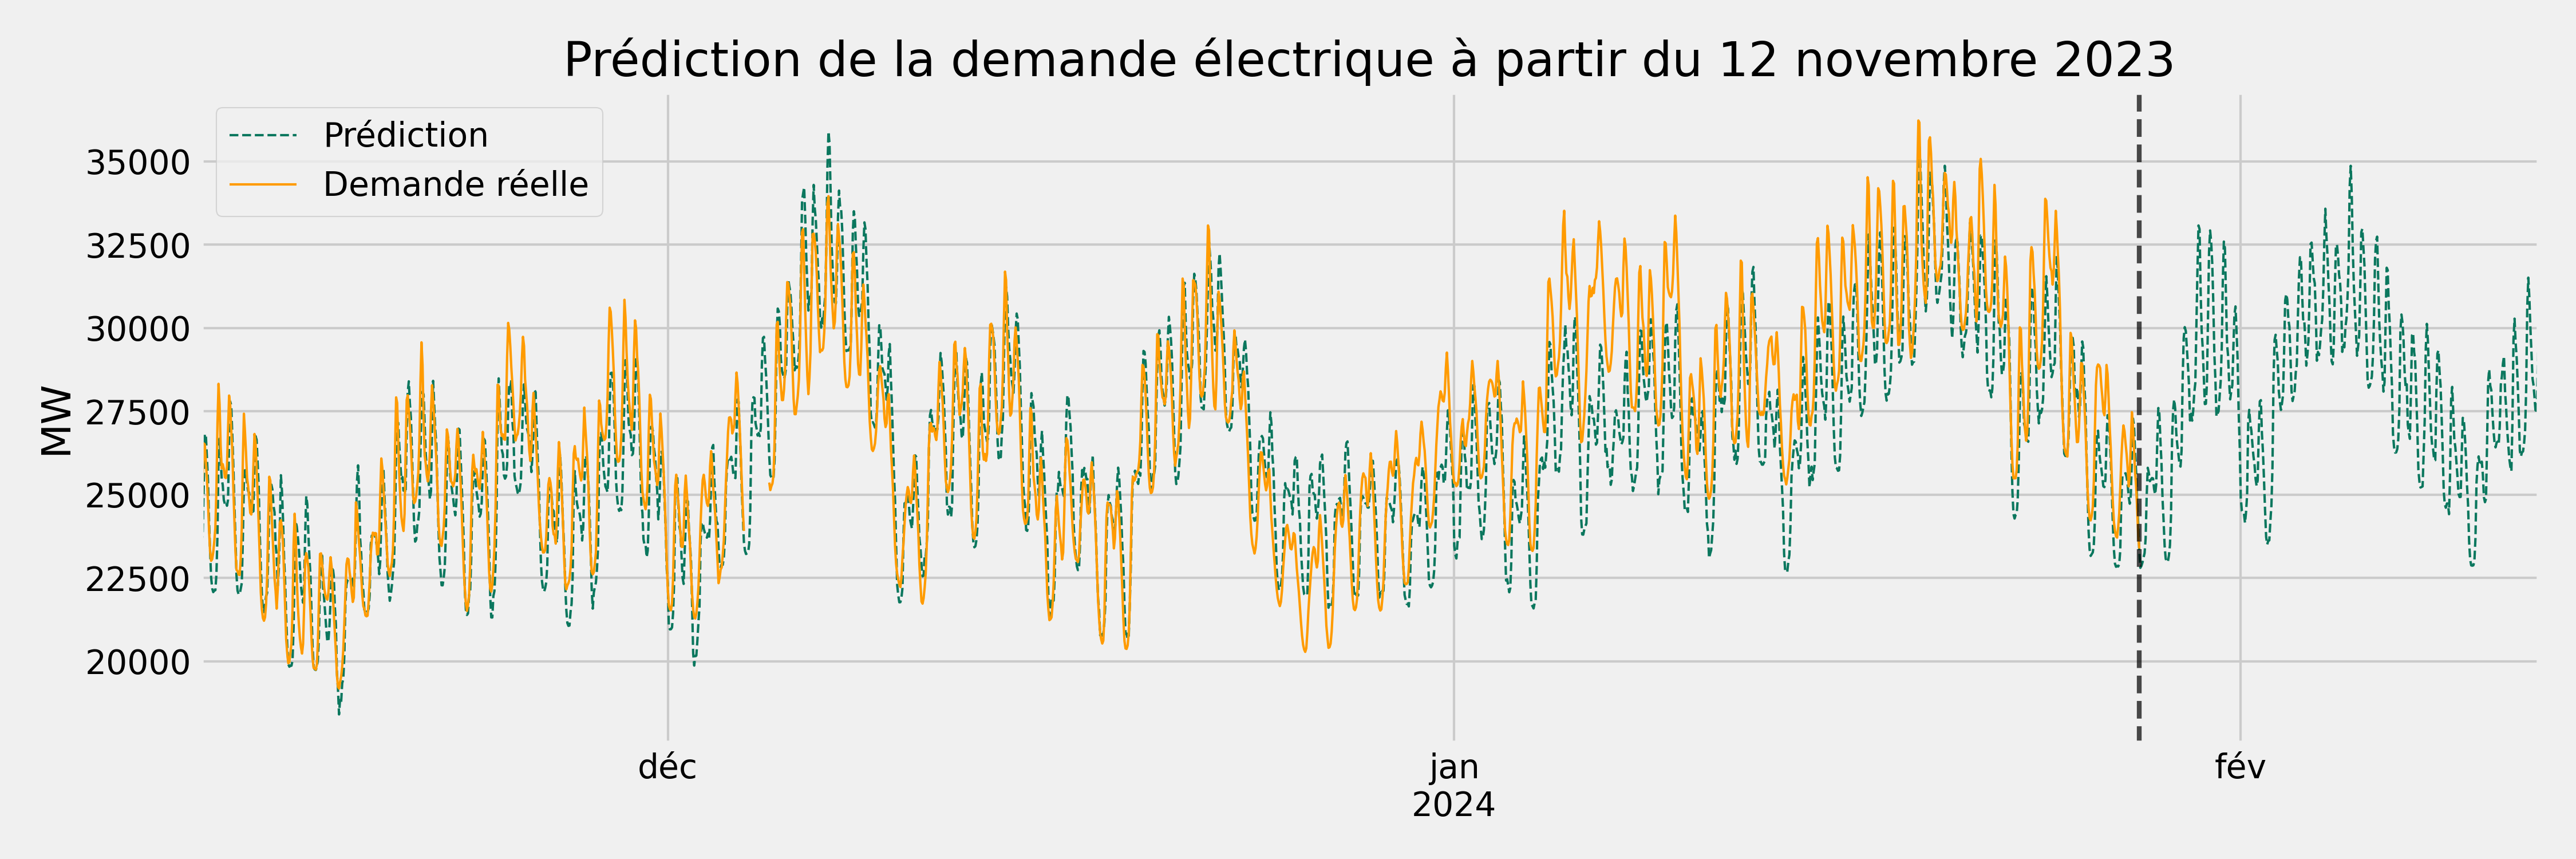 Prédiction de la demande électrique à partir du 12 novembre 2023
Prédiction
Demande réelle
MW
35000
32500
30000
27500
25000
22500
20000
déc
jan
2024
fév